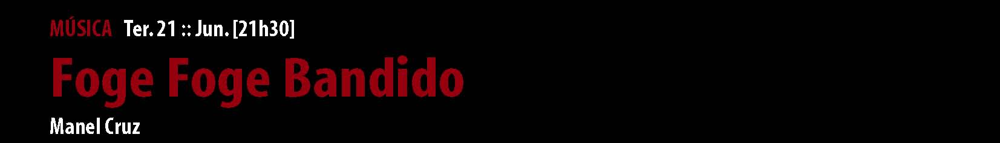 MÚSICA Ter. 21 :: Jun. [21h30]
Foge Foge Bandido
Manel Cruz